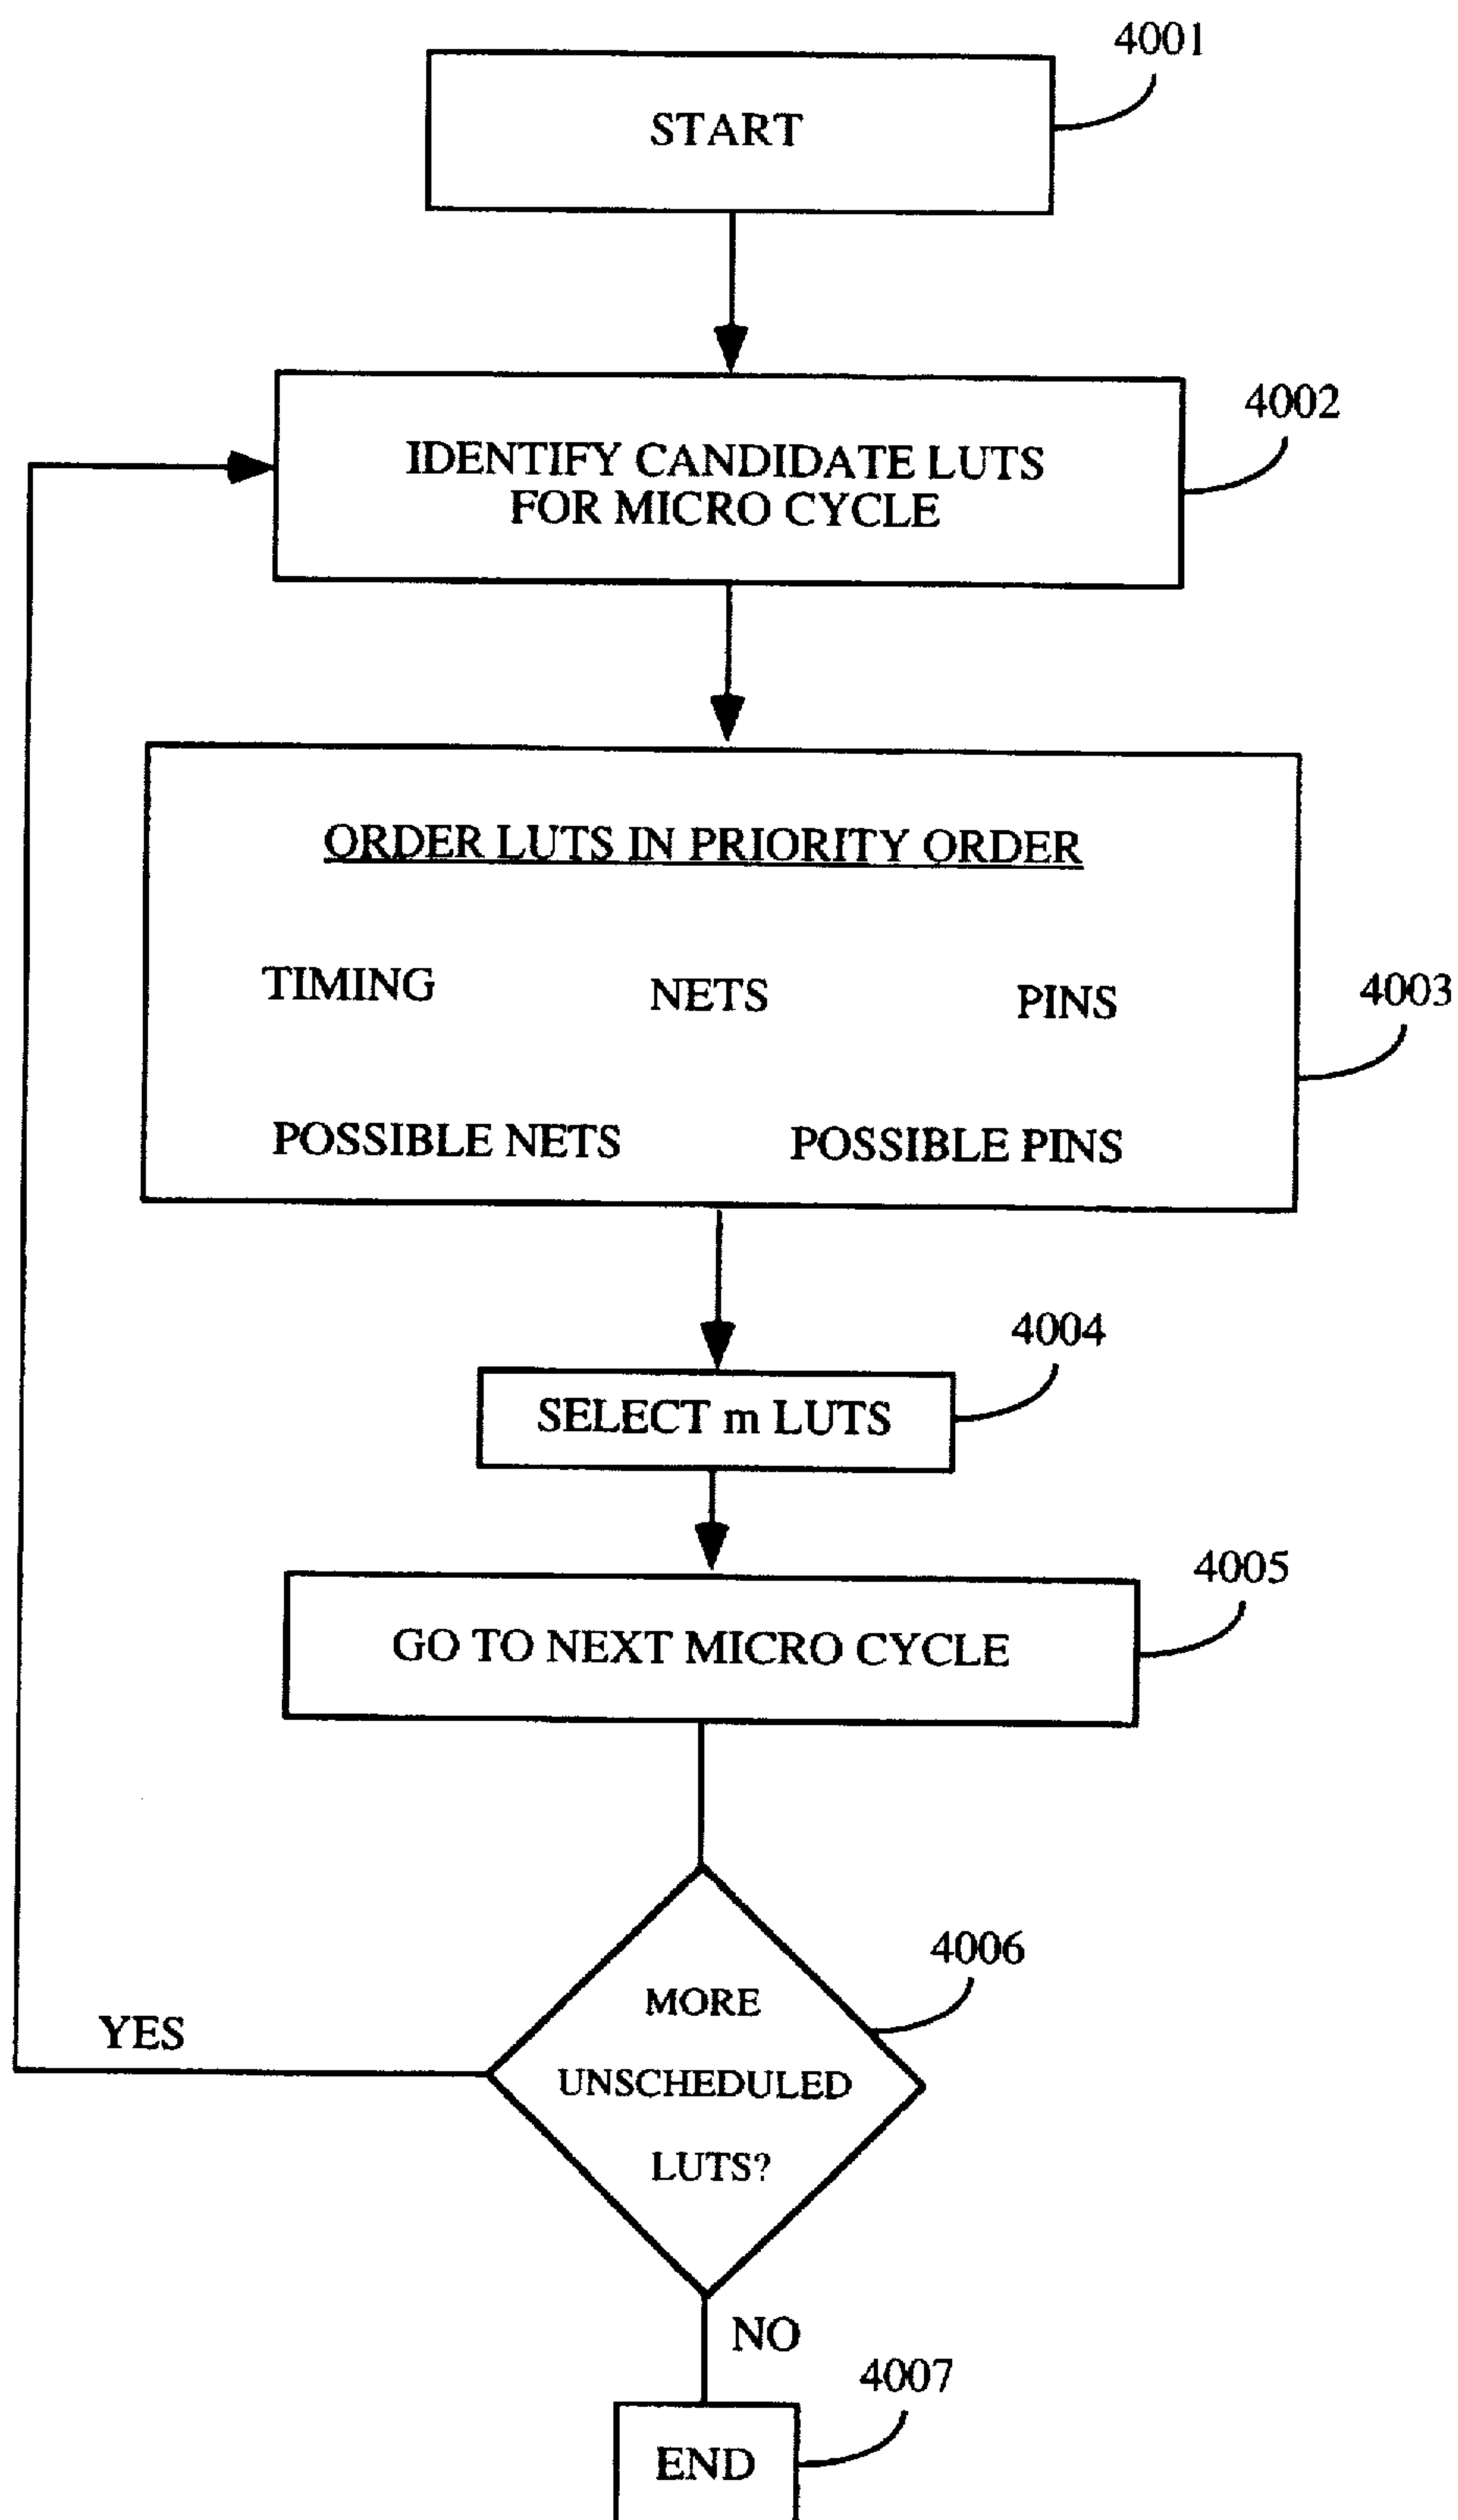 4001
START
4002
IDENTIFY CANDIDATE LUTS
FOR MICRO CYCLE
ORDER LUTS IN PRIORITY ORDER
TIMING NETS PINS
4003
POSSIBLE NETS POSSIBLE PINS
4004
SELECT m LUTS
4005
GO TO NEXT MICRO CYCLE
4006
MORE
YES
UNSCHEDULED
LUTS?
NO
4007
END